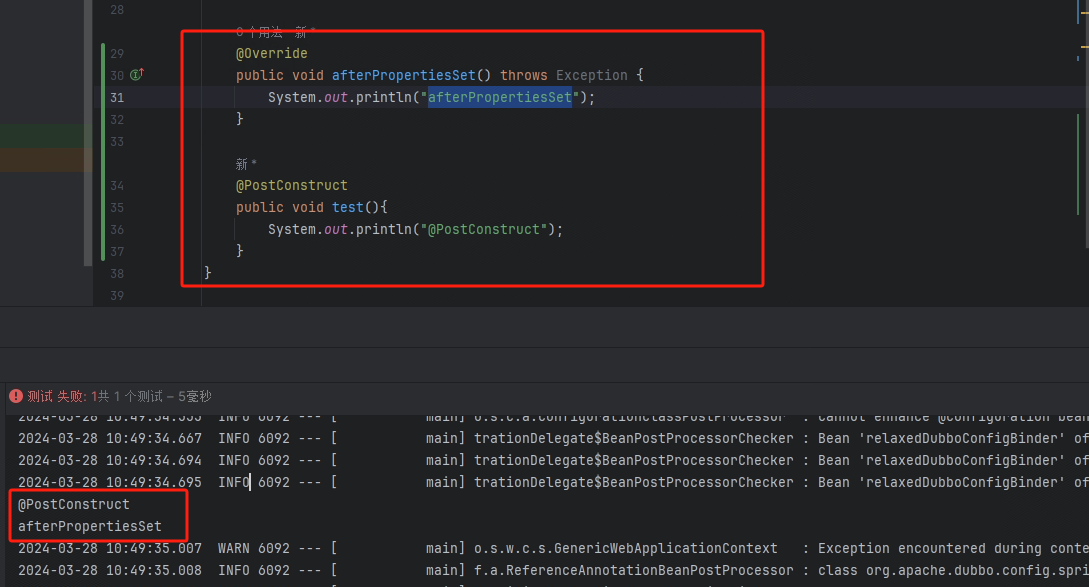 28
0个用法 新 *
29 @Override
30 public void afterPropertiesSet() throws Exception {
31 System.out.println("afterPropertiesSet");
32 }
33
新 *
34 @PostConstruct
35 public void test(){
36 System.out.println("@PostConstruct");
37 }
38 }
39
测试 失败: 1共 1 个测试 – 5毫秒
2024-03-28 10:49:34.555 INFO 6092 --- [ main] o.s.c.a.ConfigurationClassPostProcessor : Cannot enhance @Configuration bean
2024-03-28 10:49:34.667 INFO 6092 --- [ main] trationDelegate$BeanPostProcessorChecker : Bean 'relaxedDubboConfigBinder' of
2024-03-28 10:49:34.694 INFO 6092 --- [ main] trationDelegate$BeanPostProcessorChecker : Bean 'relaxedDubboConfigBinder' of
2024-03-28 10:49:34.695 INFO 6092 --- [ main] trationDelegate$BeanPostProcessorChecker : Bean 'relaxedDubboConfigBinder' of
@PostConstruct
afterPropertiesSet
2024-03-28 10:49:35.007 WARN 6092 --- [ main] o.s.w.c.s.GenericWebApplicationContext : Exception encountered during conte
2024-03-28 10:49:35.008 INFO 6092 --- [ main] f.a.ReferenceAnnotationBeanPostProcessor : class org.apache.dubbo.config.spri